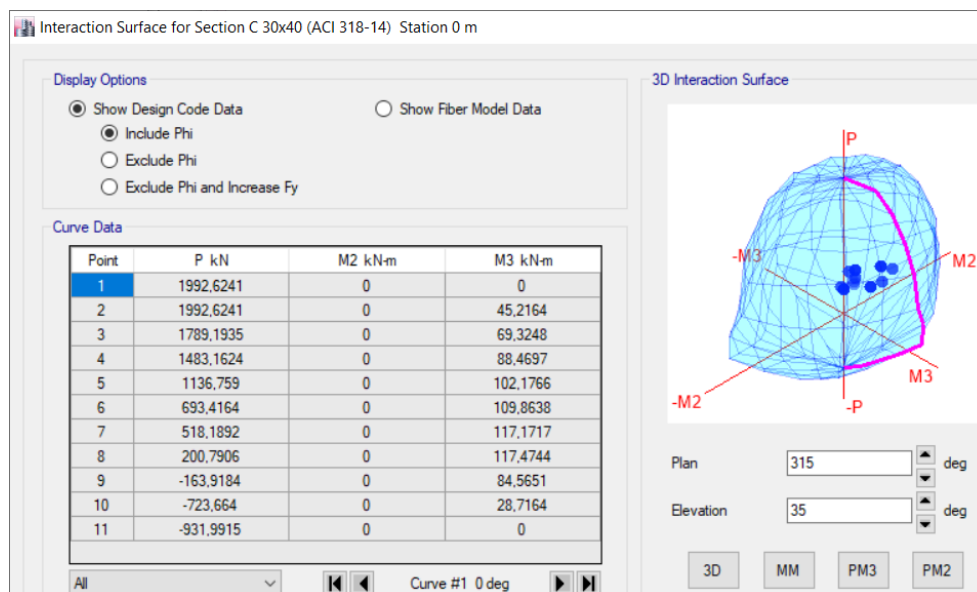 Interaction Surface for Section C 30x40 (ACI 318-14) Station 0 m
Display Options
Show Design Code Data
Show Fiber Model Data
Include Phi
Exclude Phi
Exclude Phi and Increase Fy
Curve Data
Point P kN M2 kN-m M3 kN-m
1 1992,6241 0 0
2 1992,6241 0 45,2164
3 1789,1935 0 69,3248
4 1483,1624 0 88,4697
5 1136,759 0 102,1766
6 693,4164 0 109,8638
7 518,1892 0 117,1717
8 200,7906 0 117,4744
9 -163,9184 0 84,5651
10 -723,664 0 28,7164
11 -931,9915 0 0
All
Curve #1 0 deg
3D Interaction Surface
P
-M3
M2
M3
-M2
-P
Plan 315 deg
Elevation 35 deg
3D MM PM3 PM2